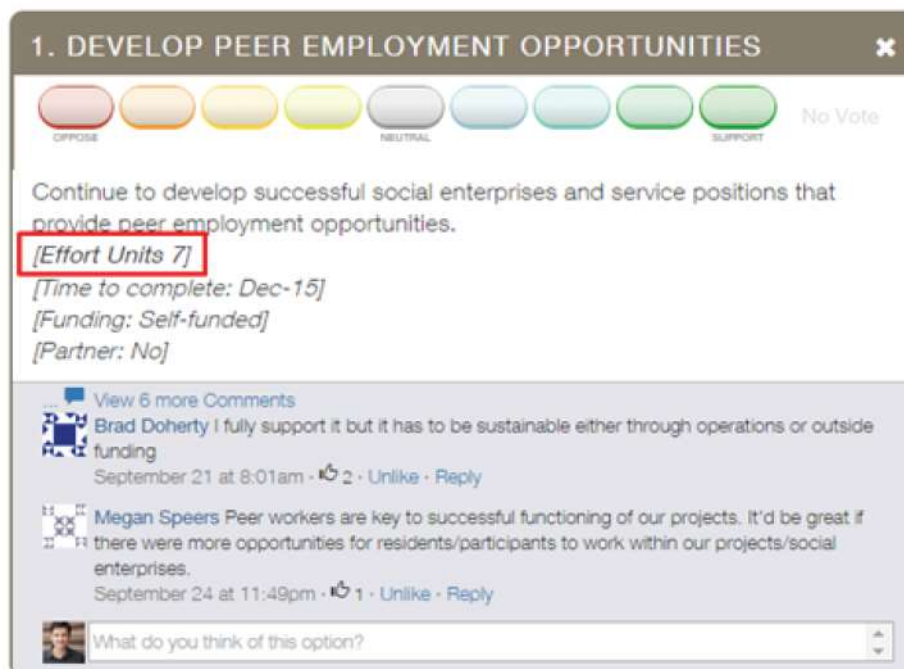 1. DEVELOP PEER EMPLOYMENT OPPORTUNITIES ✖
OPPOSE NEUTRAL SUPPORT No Vote
Continue to develop successful social enterprises and service positions that
provide peer employment opportunities.
[Effort Units 7]
[Time to complete: Dec-15]
[Funding: Self-funded]
[Partner: No]
... View 6 more Comments
Brad Doherty I fully support it but it has to be sustainable either through operations or outside
funding
September 21 at 8:01am · 2 · Unlike · Reply
Megan Speers Peer workers are key to successful functioning of our projects. It'd be great if
there were more opportunities for residents/participants to work within our projects/social
enterprises.
September 24 at 11:49pm · 1 · Unlike · Reply
What do you think of this option?